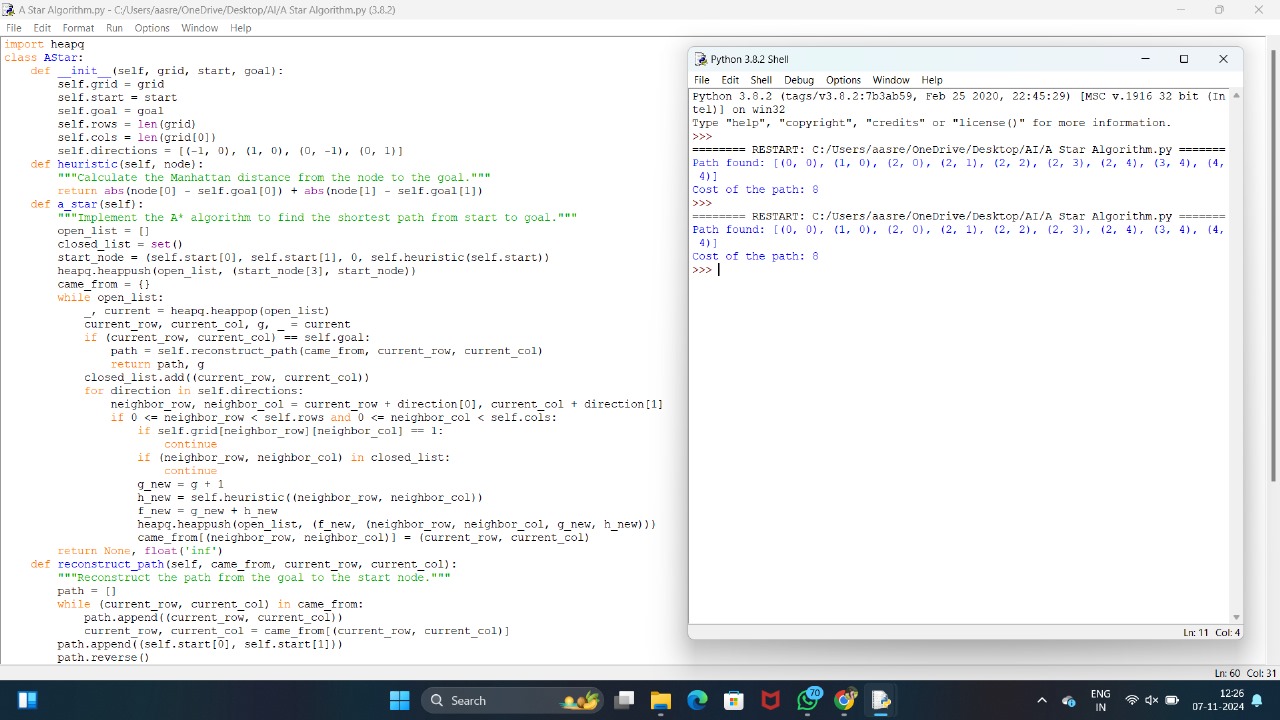 A Star Algorithm.py - C:/Users/aasre/OneDrive/Desktop/AI/A Star Algorithm.py (3.8.2)
File Edit Format Run Options Window Help
import heapq
class AStar:
    def __init__(self, grid, start, goal):
        self.grid = grid
        self.start = start
        self.goal = goal
        self.rows = len(grid)
        self.cols = len(grid[0])
        self.directions = [(-1, 0), (1, 0), (0, -1), (0, 1)]
    def heuristic(self, node):
        """Calculate the Manhattan distance from the node to the goal."""
        return abs(node[0] - self.goal[0]) + abs(node[1] - self.goal[1])
    def a_star(self):
        """Implement the A* algorithm to find the shortest path from start to goal."""
        open_list = []
        closed_list = set()
        start_node = (self.start[0], self.start[1], 0, self.heuristic(self.start))
        heapq.heappush(open_list, (start_node[3], start_node))
        came_from = {}
        while open_list:
            _, current = heapq.heappop(open_list)
            current_row, current_col, g, _ = current
            if (current_row, current_col) == self.goal:
                path = self.reconstruct_path(came_from, current_row, current_col)
                return path, g
            closed_list.add((current_row, current_col))
            for direction in self.directions:
                neighbor_row, neighbor_col = current_row + direction[0], current_col + direction[1]
                if 0 <= neighbor_row < self.rows and 0 <= neighbor_col < self.cols:
                    if self.grid[neighbor_row][neighbor_col] == 1:
                        continue
                    if (neighbor_row, neighbor_col) in closed_list:
                        continue
                    g_new = g + 1
                    h_new = self.heuristic((neighbor_row, neighbor_col))
                    f_new = g_new + h_new
                    heapq.heappush(open_list, (f_new, (neighbor_row, neighbor_col, g_new, h_new)))
                    came_from[(neighbor_row, neighbor_col)] = (current_row, current_col)
        return None, float('inf')
    def reconstruct_path(self, came_from, current_row, current_col):
        """Reconstruct the path from the goal to the start node."""
        path = []
        while (current_row, current_col) in came_from:
            path.append((current_row, current_col))
            current_row, current_col = came_from[(current_row, current_col)]
        path.append((self.start[0], self.start[1]))
        path.reverse()
Ln: 60 Col: 31
Python 3.8.2 Shell
File Edit Shell Debug Options Window Help
Python 3.8.2 (tags/v3.8.2:7b3ab59, Feb 25 2020, 22:45:29) [MSC v.1916 32 bit (In
tel)] on win32
Type "help", "copyright", "credits" or "license()" for more information.
>>>
======== RESTART: C:/Users/aasre/OneDrive/Desktop/AI/A Star Algorithm.py =======
Path found: [(0, 0), (1, 0), (2, 0), (2, 1), (2, 2), (2, 3), (2, 4), (3, 4), (4,
 4)]
Cost of the path: 8
>>>
======== RESTART: C:/Users/aasre/OneDrive/Desktop/AI/A Star Algorithm.py =======
Path found: [(0, 0), (1, 0), (2, 0), (2, 1), (2, 2), (2, 3), (2, 4), (3, 4), (4,
 4)]
Cost of the path: 8
>>>
Ln: 11 Col: 4
Search
70
ENG
IN
12:26
07-11-2024